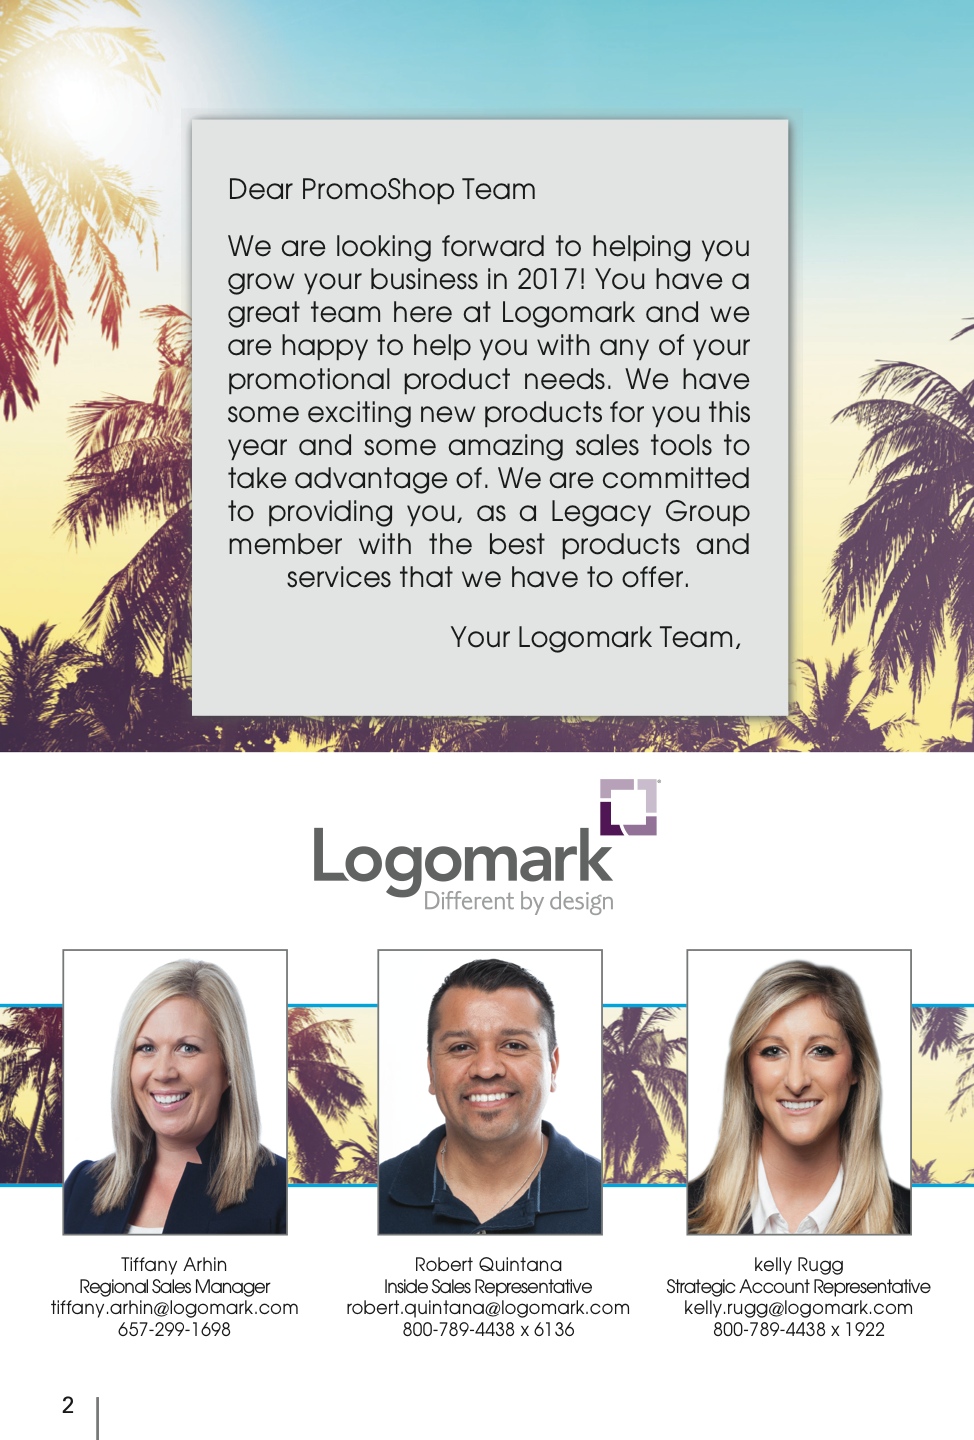 Dear PromoShop Team
We are looking forward to helping you
grow your business in 2017! You have a
great team here at Logomark and we
are happy to help you with any of your
promotional product needs. We have
some exciting new products for you this
year and some amazing sales tools to
take advantage of. We are committed
to providing you, as a Legacy Group
member with the best products and
services that we have to offer.
Your Logomark Team,
Logomark
Different by design
Tiffany Arhin
Regional Sales Manager
tiffany.arhin@logomark.com
657-299-1698
Robert Quintana
Inside Sales Representative
robert.quintana@logomark.com
800-789-4438 x 6136
kelly Rugg
Strategic Account Representative
kelly.rugg@logomark.com
800-789-4438 x 1922
2